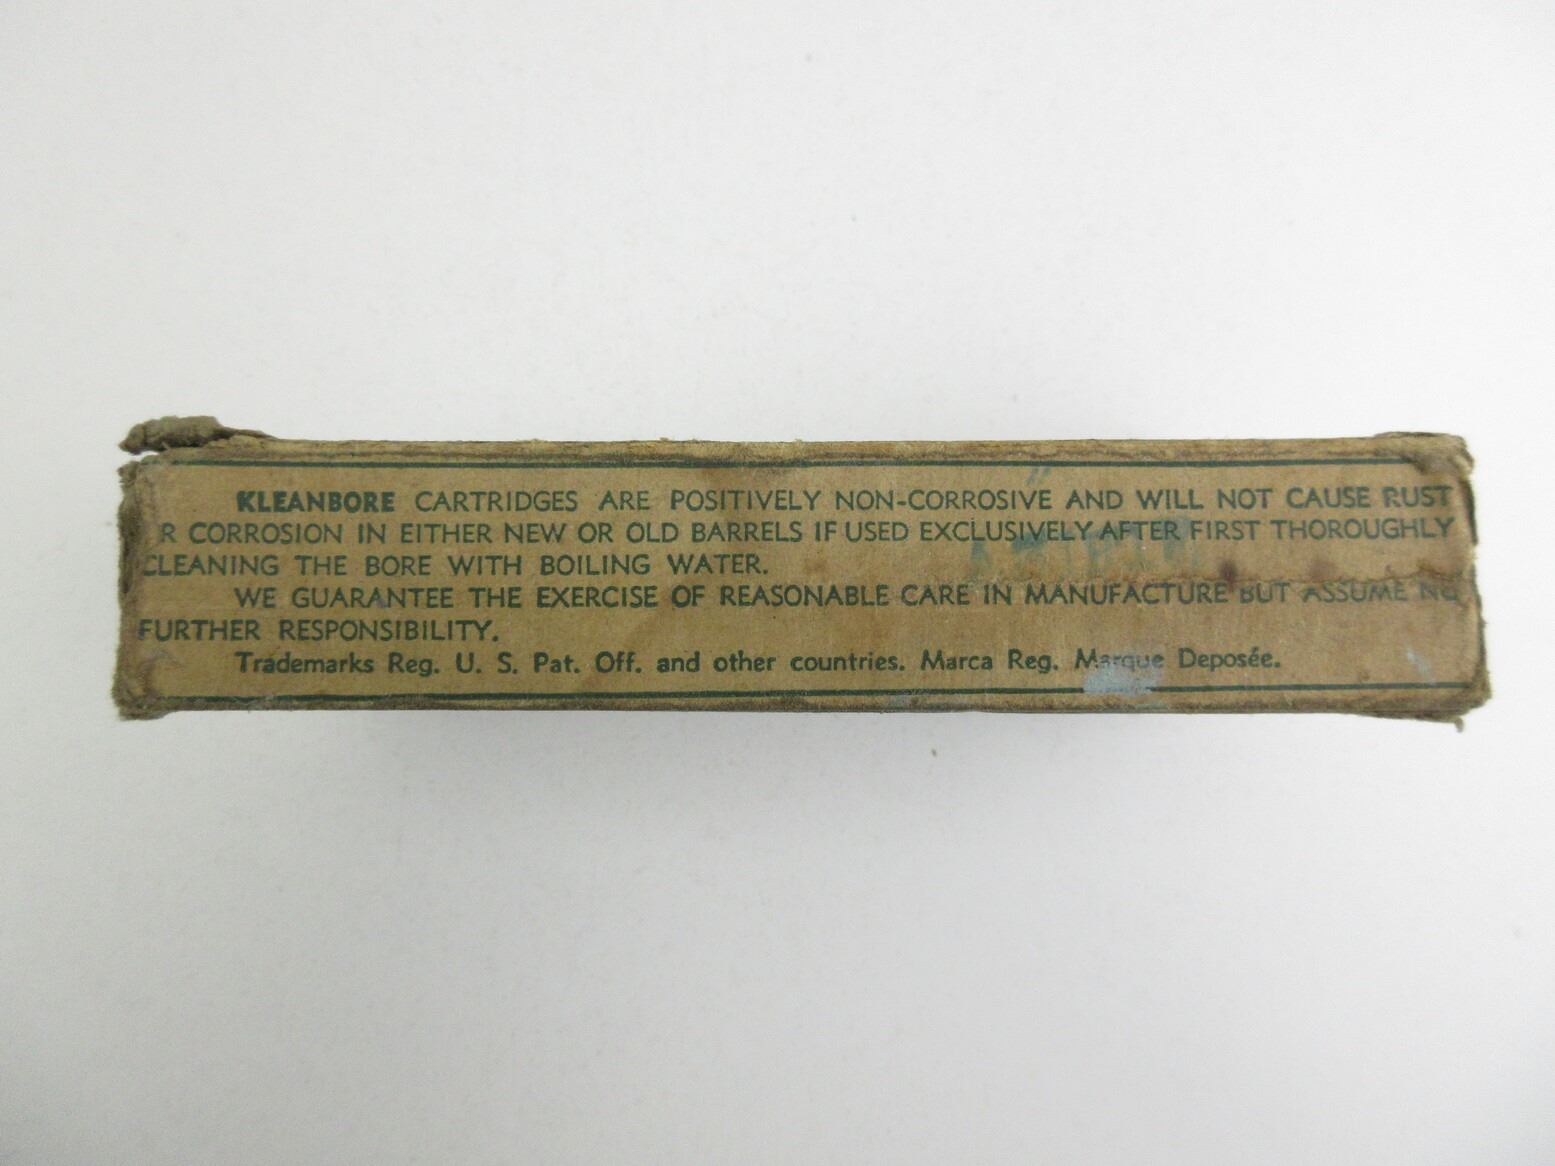 KLEANBORE CARTRIDGES ARE POSITIVELY NON-CORROSIVE AND WILL NOT CAUSE RUST
R CORROSION IN EITHER NEW OR OLD BARRELS IF USED EXCLUSIVELY AFTER FIRST THOROUGHLY
CLEANING THE BORE WITH BOILING WATER.
WE GUARANTEE THE EXERCISE OF REASONABLE CARE IN MANUFACTURE BUT ASSUME NO
FURTHER RESPONSIBILITY.
Trademarks Reg. U. S. Pat. Off. and other countries. Marca Reg. Marque Deposée.